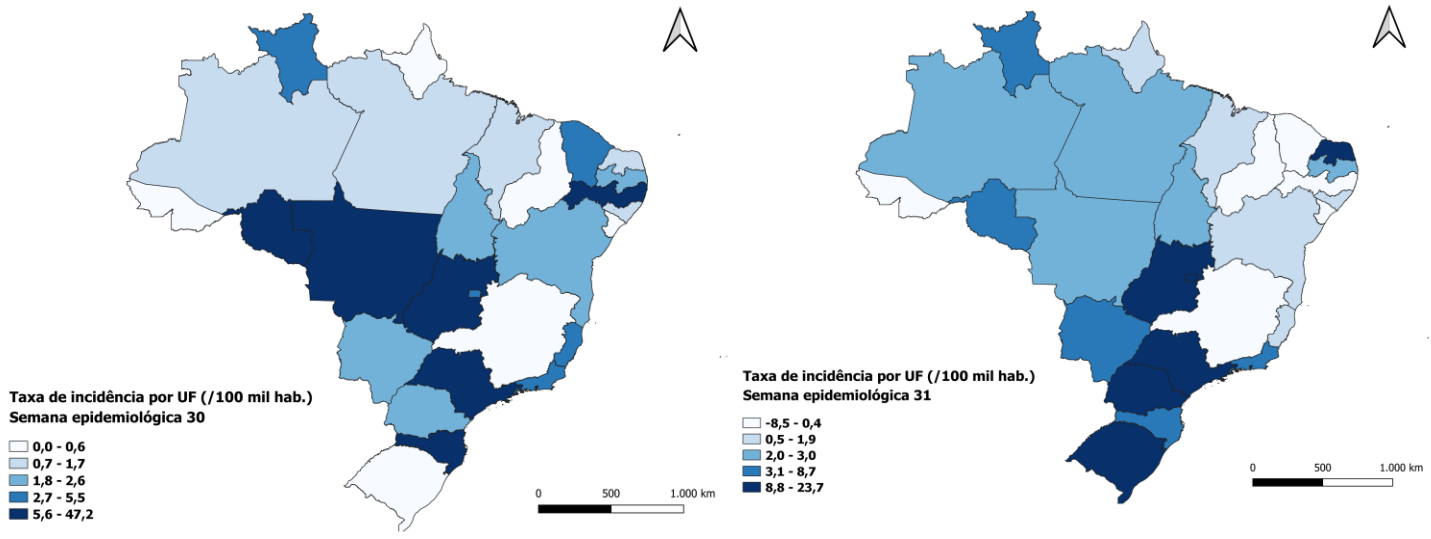 Taxa de incidência por UF (/100 mil hab.)
Semana epidemiológica 30
0,0 - 0,6
0,7 - 1,7
1,8 - 2,6
2,7 - 5,5
5,6 - 47,2
0 500 1.000 km
Taxa de incidência por UF (/100 mil hab.)
Semana epidemiológica 31
-8,5 - 0,4
0,5 - 1,9
2,0 - 3,0
3,1 - 8,7
8,8 - 23,7
0 500 1.000 km